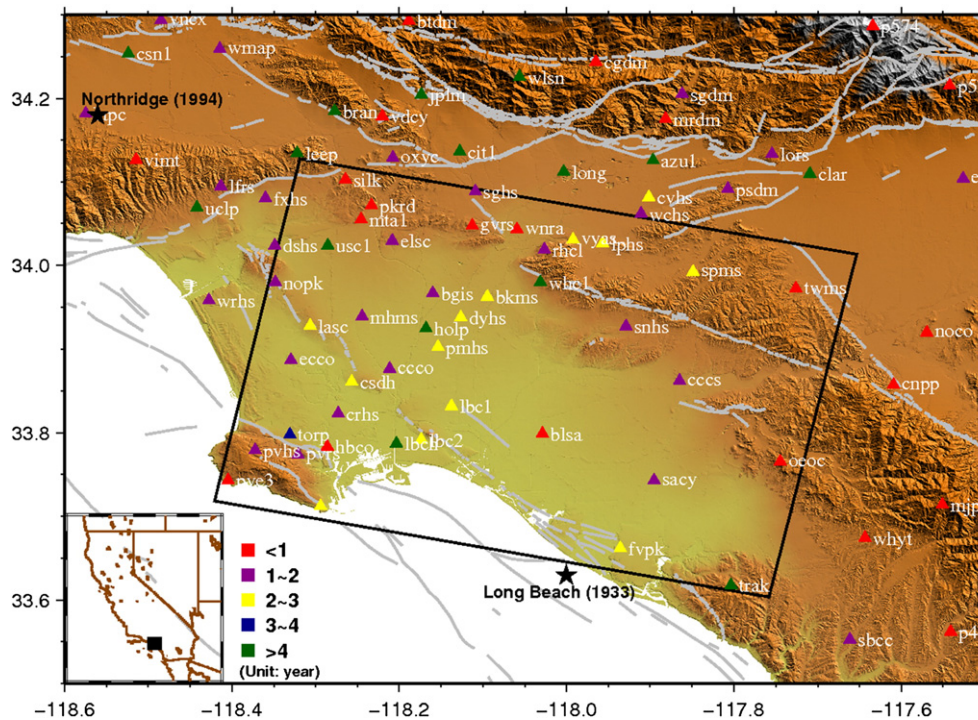 vncx
btdm
p574
csn1
wmap
cgdm
wlsn
34.2
jplm
sgdm
Northridge (1994)
bran
vdcy
mrdm
leep
oxyc
cit1
lors
vimt
azu1
long
clar
silk
lfrs
sghs
psdm
fxhs
cvhs
uclp
pkrd
wchs
mta1
gvrs
wnra
elsc
vyas
lphs
dshs
usc1
rhcl
34.0
spms
nopk
whc1
twms
wrhs
bgis
bkms
mhms
dyhs
lasc
holp
snhs
noco
pmhs
ecco
ccco
cccs
cnpp
csdh
lbc1
crhs
33.8
torp
lbch
lbc2
blsa
pvhs
pvrs
hbco
ococ
pve3
sacy
mjp
whyt
fvpk
<1
1~2
trak
33.6
Long Beach (1933)
2~3
3~4
p4
sbcc
>4
(Unit: year)
−118.6
−118.4
−118.2
−118.0
−117.8
−117.6